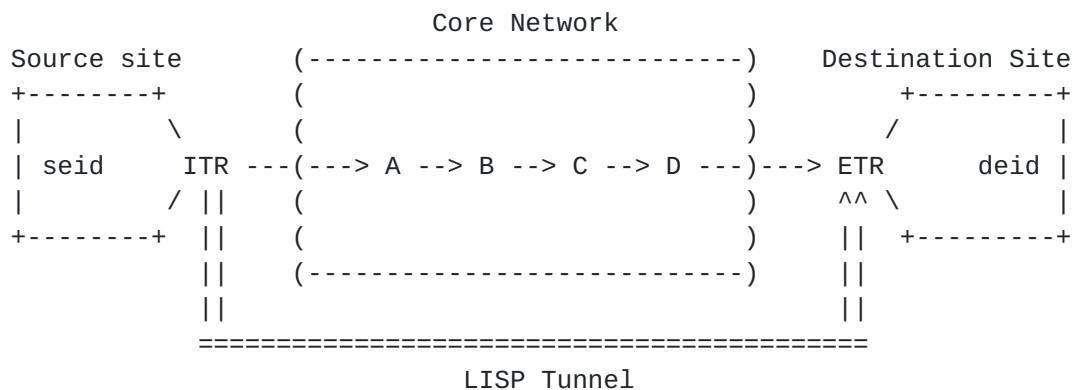 Core Network
Source site       (----------------------------)    Destination Site
+--------+        (                            )         +---------+
|         \       (                            )        /          |
| seid     ITR ---(---> A --> B --> C --> D ---)---> ETR      deid |
|         / ||    (                            )     ^^ \          |
+--------+  ||    (                            )     ||  +---------+
            ||    (----------------------------)     ||
            ||                                       ||
            ===========================================
                             LISP Tunnel